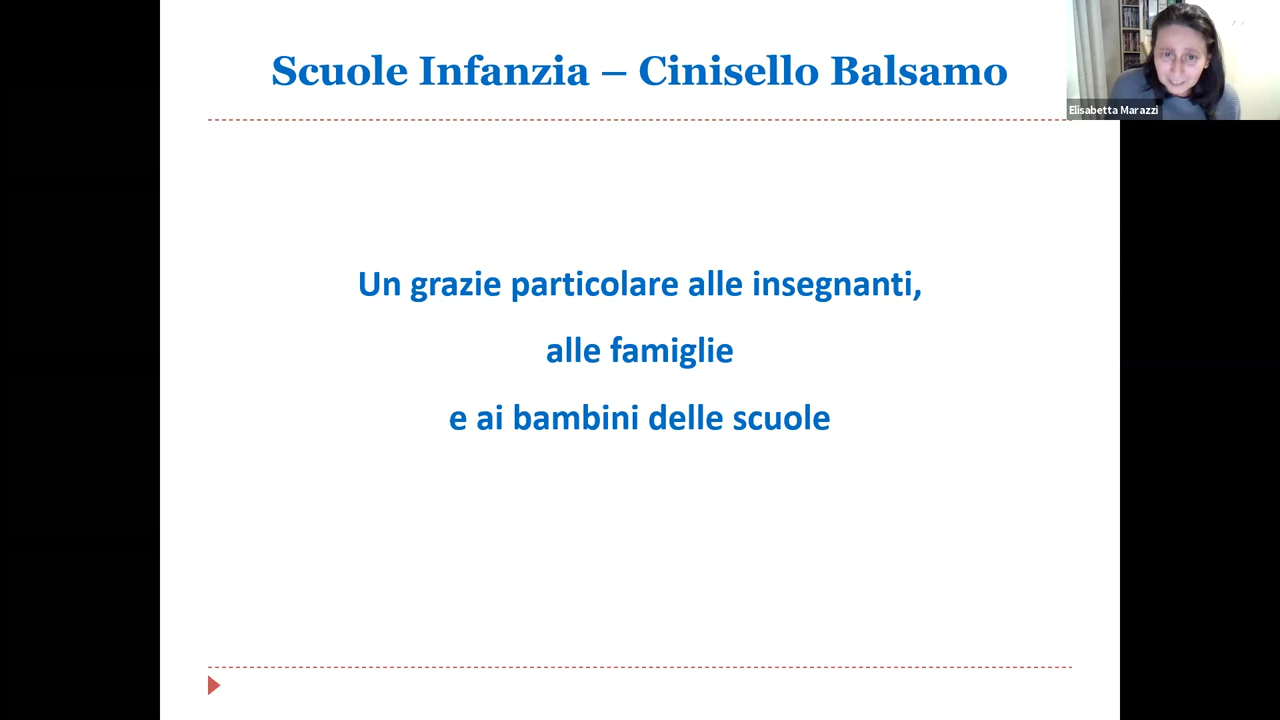 Scuole Infanzia – Cinisello Balsamo
Elisabetta Marazzi
Un grazie particolare alle insegnanti,
alle famiglie
e ai bambini delle scuole